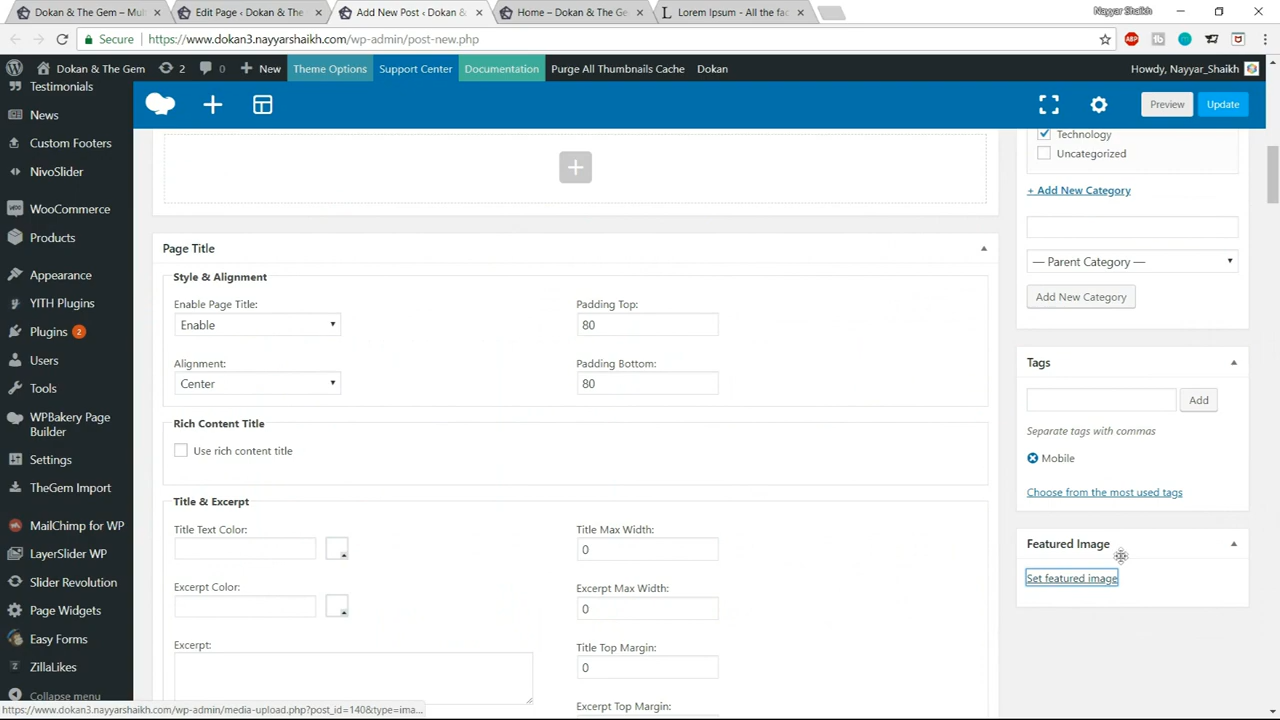 Dokan & The Gem – Mult
Edit Page ‹ Dokan & The
Add New Post ‹ Dokan &
Home – Dokan & The Ge
Lorem Ipsum - All the fac
Nayyar Shaikh
Secure
https://www.dokan3.nayyarshaikh.com/wp-admin/post-new.php
ABP
Dokan & The Gem
2
0
New
Theme Options
Support Center
Documentation
Purge All Thumbnails Cache
Dokan
Howdy, Nayyar_Shaikh
Preview
Update
Testimonials
News
Custom Footers
NivoSlider
WooCommerce
Products
Appearance
YITH Plugins
Plugins 2
Users
Tools
WPBakery Page
Builder
Settings
TheGem Import
MailChimp for WP
LayerSlider WP
Slider Revolution
Page Widgets
Easy Forms
ZillaLikes
Collapse menu
Page Title
Style & Alignment
Enable Page Title:
Enable
Padding Top:
80
Alignment:
Center
Padding Bottom:
80
Rich Content Title
Use rich content title
Title & Excerpt
Title Text Color:
Title Max Width:
0
Excerpt Color:
Excerpt Max Width:
0
Excerpt:
Title Top Margin:
0
Excerpt Top Margin:
Technology
Uncategorized
+ Add New Category
— Parent Category —
Add New Category
Tags
Add
Separate tags with commas
Mobile
Choose from the most used tags
Featured Image
Set featured image
https://www.dokan3.nayyarshaikh.com/wp-admin/media-upload.php?post_id=140&type=ima...